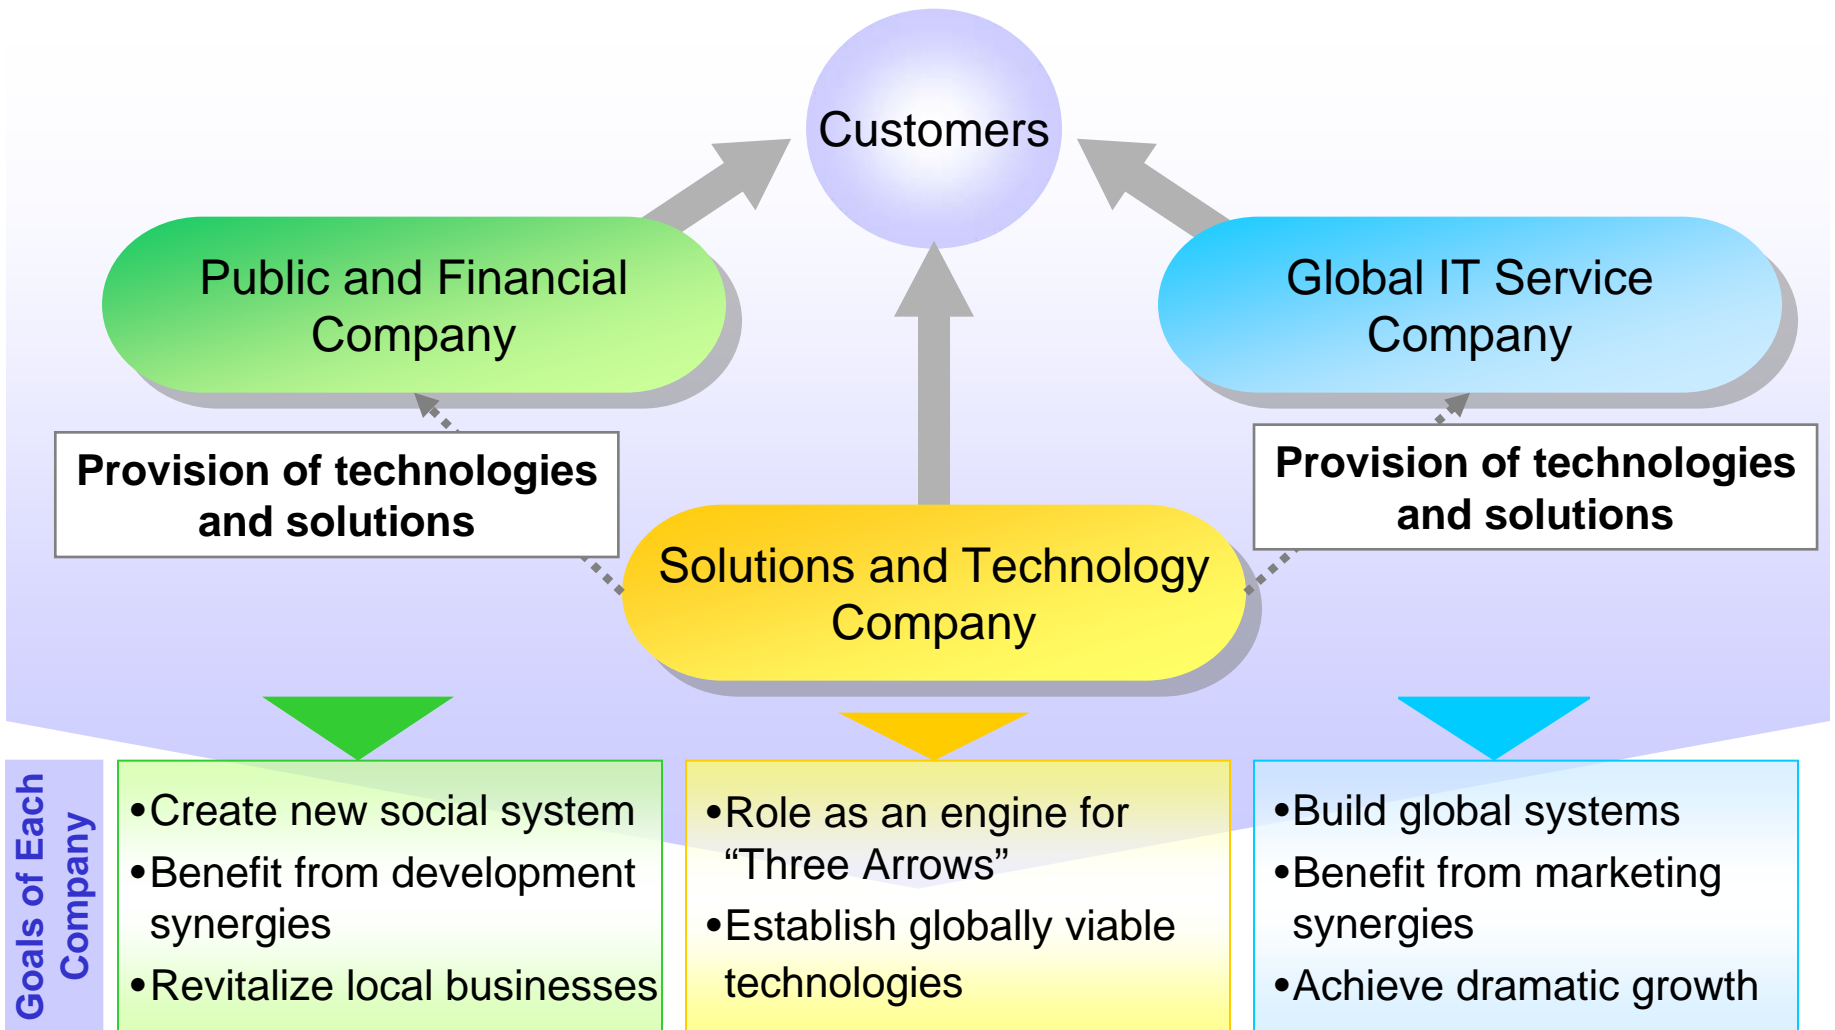 Customers
Public and Financial
Company
Global IT Service
Company
Provision of technologies
and solutions
Provision of technologies
and solutions
Solutions and Technology
Company
Goals of Each
Company
•Create new social system
•Benefit from development
synergies
•Revitalize local businesses
•Role as an engine for
“Three Arrows”
•Establish globally viable
technologies
•Build global systems
•Benefit from marketing
synergies
•Achieve dramatic growth